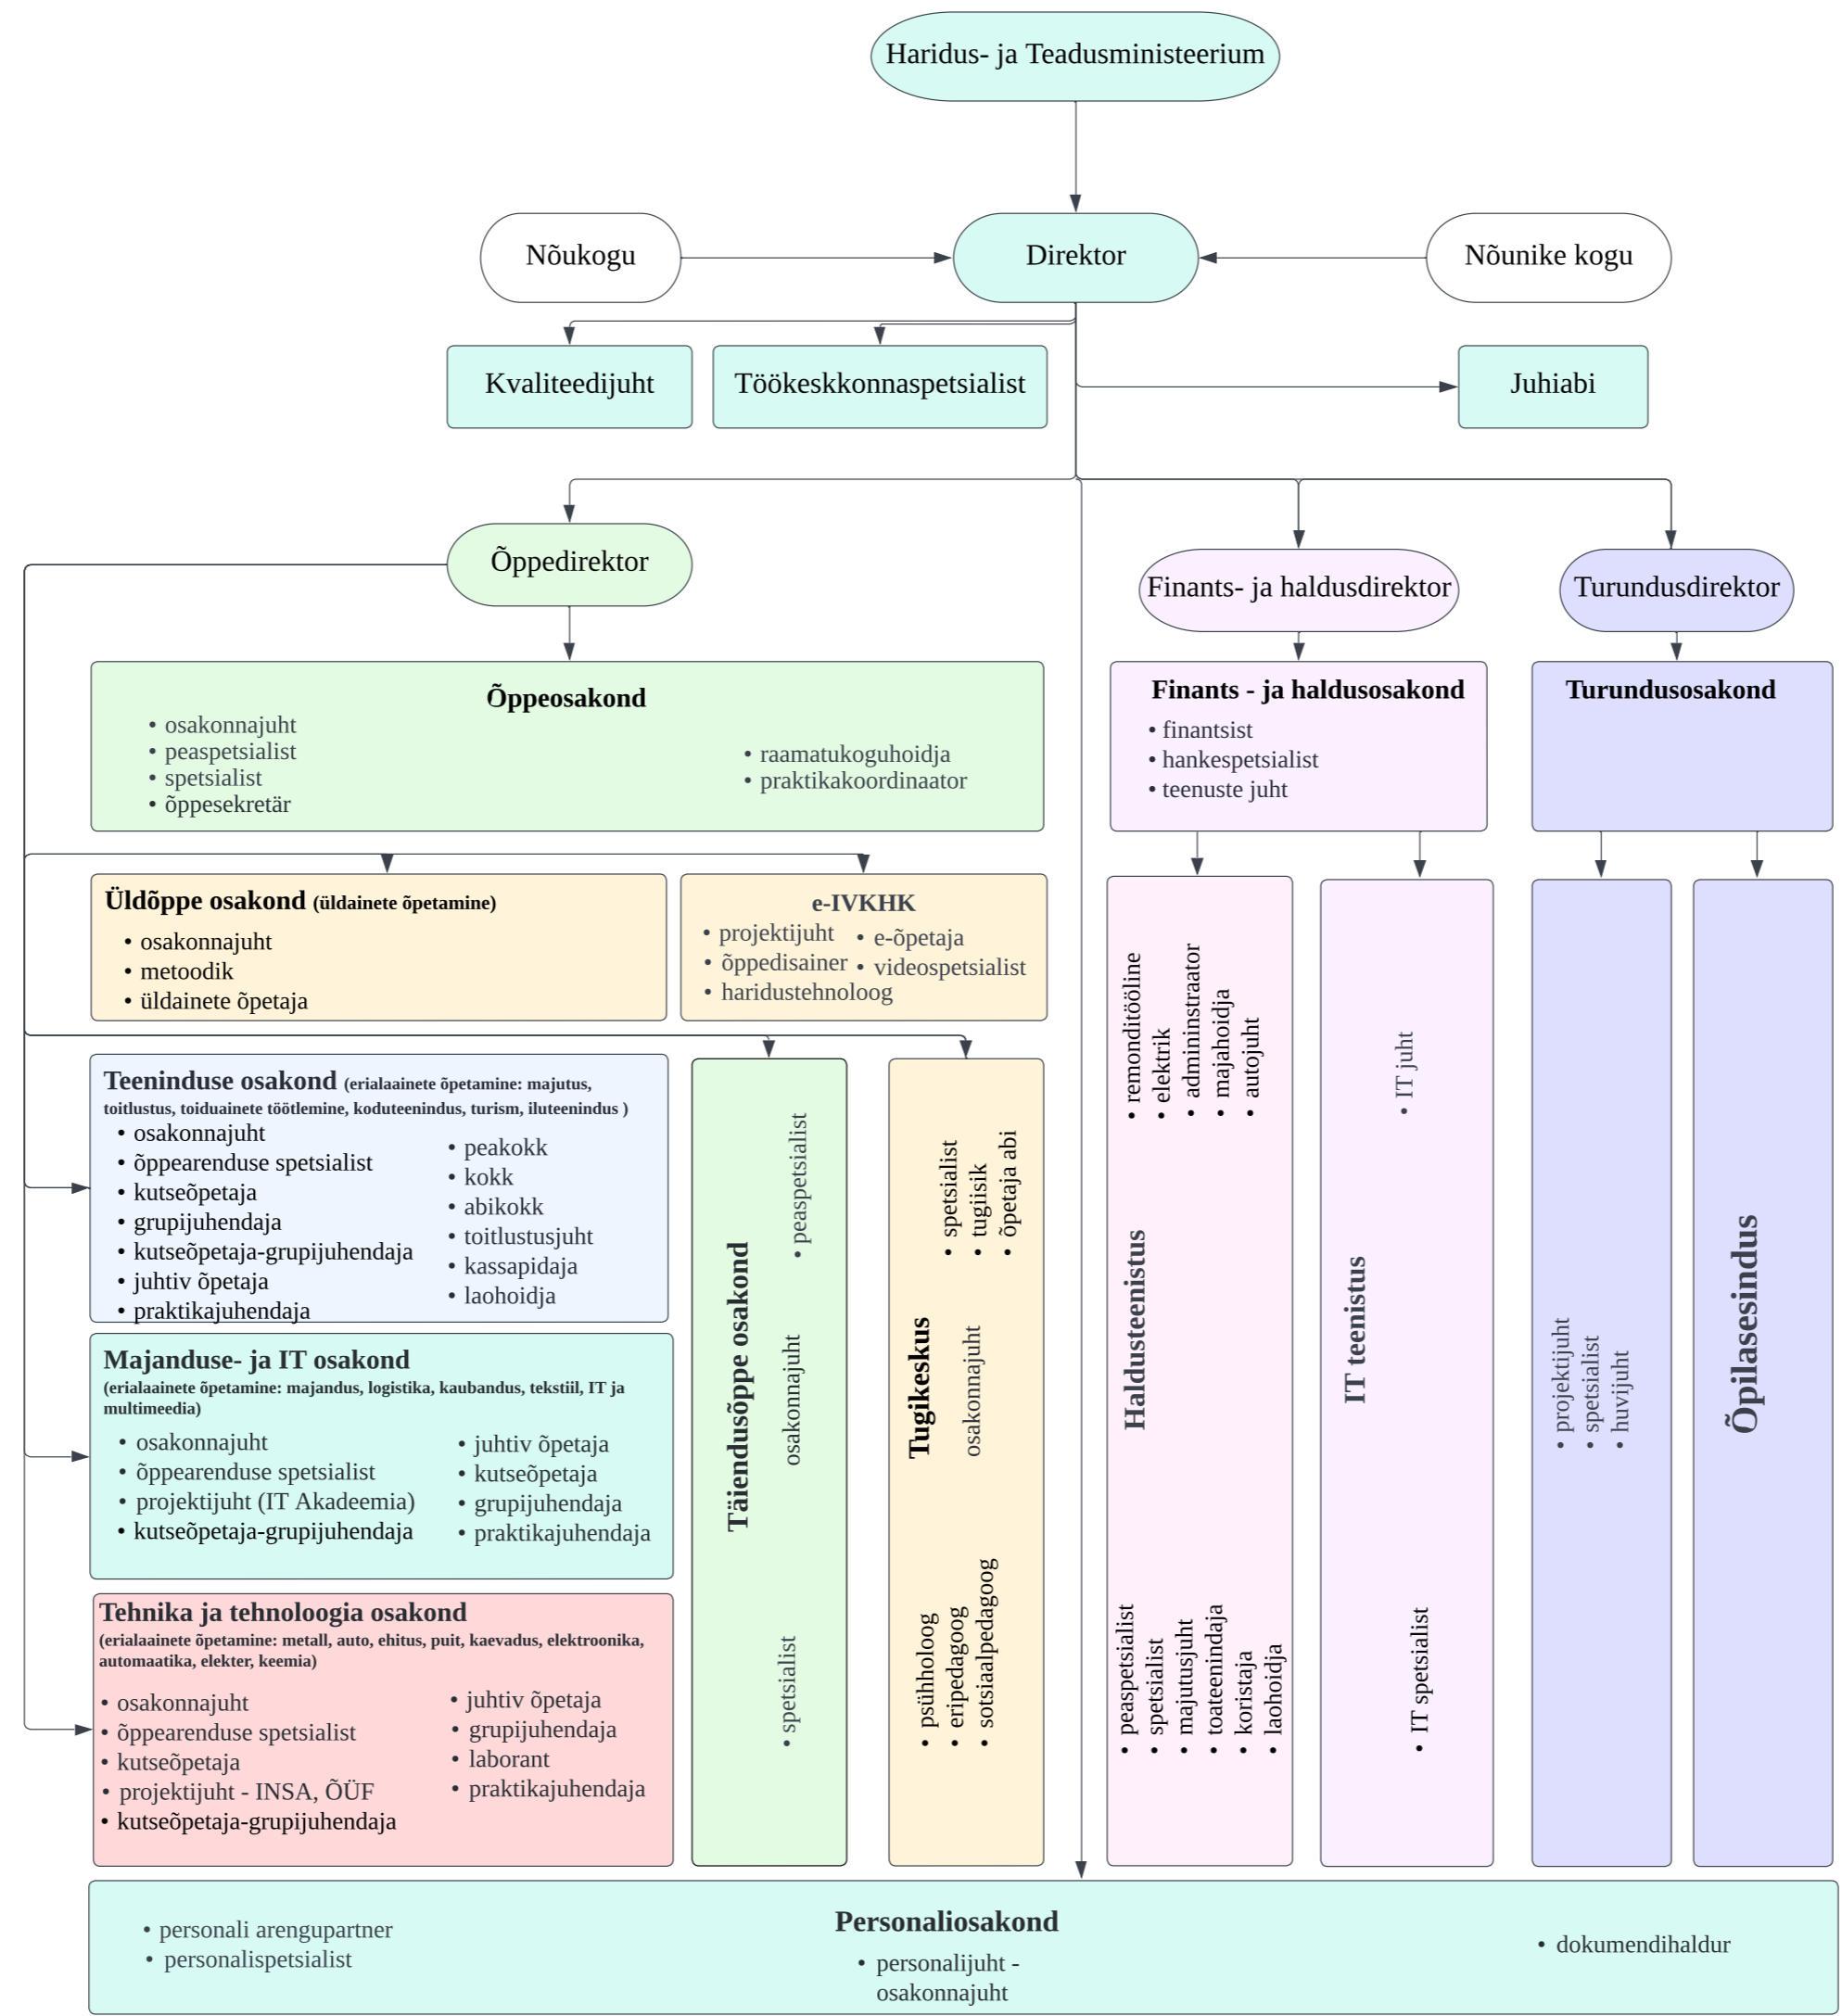 Haridus- ja Teadusministeerium
Nõukogu
Direktor
Nõunike kogu
Kvaliteedijuht
Töökeskkonnaspetsialist
Juhiabi
Õppedirektor
Finants- ja haldusdirektor
Turundusdirektor
Õppeosakond
• osakonnajuht
• peaspetsialist
• spetsialist
• õppesekretär
• raamatukoguhoidja
• praktikakoordinaator
Finants - ja haldusosakond
• finantsist
• hankespetsialist
• teenuste juht
Turundusosakond
Üldõppe osakond (üldainete õpetamine)
• osakonnajuht
• metoodik
• üldainete õpetaja
e-IVKHK
• projektijuht
• õppedisainer
• haridustehnoloog
• e-õpetaja
• videospetsialist
Teeninduse osakond (erialaainete õpetamine: majutus,
toitlustus, toiduainete töötlemine, koduteenindus, turism, iluteenindus )
• osakonnajuht
• õppearenduse spetsialist
• kutseõpetaja
• grupijuhendaja
• kutseõpetaja-grupijuhendaja
• juhtiv õpetaja
• praktikajuhendaja
• peakokk
• kokk
• abikokk
• toitlustusjuht
• kassapidaja
• laohoidja
Majanduse- ja IT osakond
(erialaainete õpetamine: majandus, logistika, kaubandus, tekstiil, IT ja
multimeedia)
• osakonnajuht
• õppearenduse spetsialist
• projektijuht (IT Akadeemia)
• kutseõpetaja-grupijuhendaja
• juhtiv õpetaja
• kutseõpetaja
• grupijuhendaja
• praktikajuhendaja
Tehnika ja tehnoloogia osakond
(erialaainete õpetamine: metall, auto, ehitus, puit, kaevadus, elektroonika,
automaatika, elekter, keemia)
• osakonnajuht
• õppearenduse spetsialist
• kutseõpetaja
• projektijuht - INSA, ÕÜF
• kutseõpetaja-grupijuhendaja
• juhtiv õpetaja
• grupijuhendaja
• laborant
• praktikajuhendaja
Täiendusõppe osakond
• peaspetsialist
osakonnajuht
• spetsialist
Tugikeskus
• spetsialist
• tugiisik
• õpetaja abi
osakonnajuht
• psühholoog
• eripedagoog
• sotsiaalpedagoog
Haldusteenistus
• remonditööline
• elektrik
• admininstraator
• majahoidja
• autojuht
• peaspetsialist
• spetsialist
• majutusjuht
• toateenindaja
• koristaja
• laohoidja
IT teenistus
• IT juht
• IT spetsialist
• projektijuht
• spetsialist
• huvijuht
Õpilasesindus
Personaliosakond
• personali arengupartner
• personalispetsialist
• personalijuht -
osakonnajuht
• dokumendihaldur